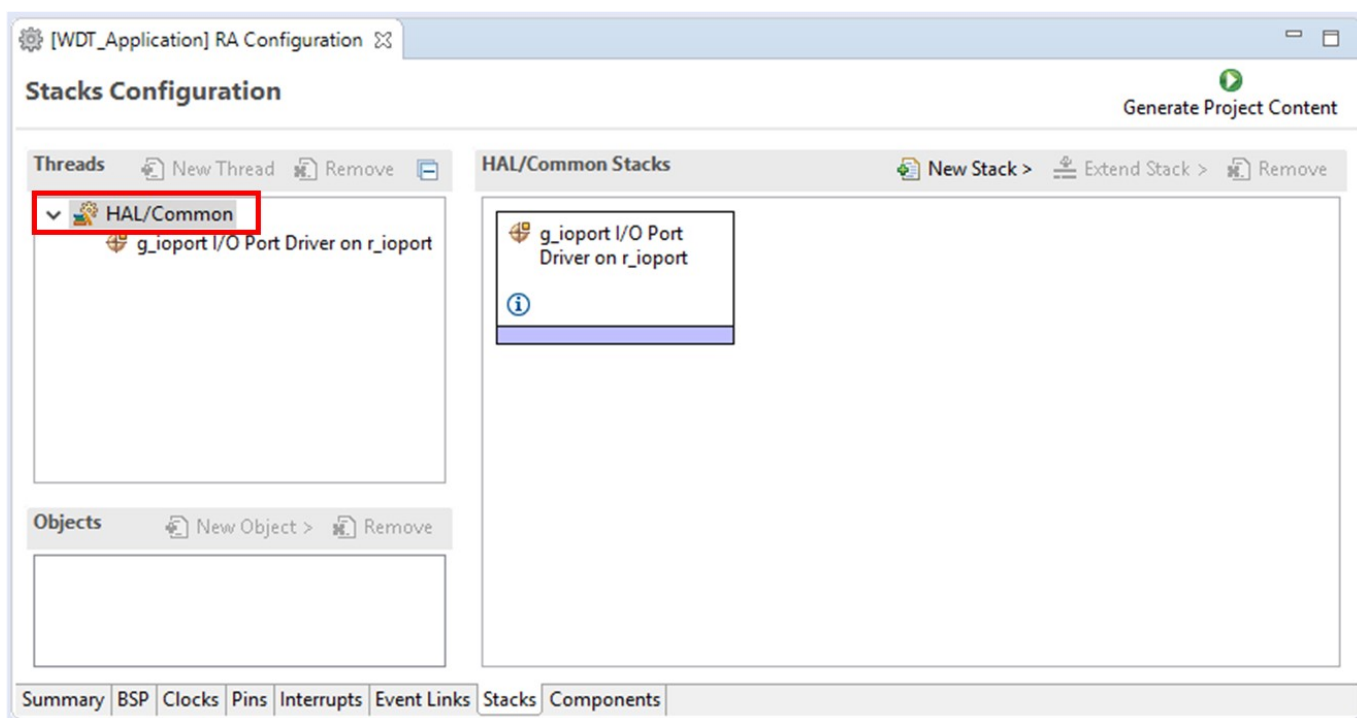 [WDT_Application] RA Configuration
Stacks Configuration
Generate Project Content
Threads
New Thread
Remove
HAL/Common
g_ioport I/O Port Driver on r_ioport
HAL/Common Stacks
New Stack >
Extend Stack >
Remove
g_ioport I/O Port
Driver on r_ioport
Objects
New Object >
Remove
Summary BSP Clocks Pins Interrupts Event Links Stacks Components